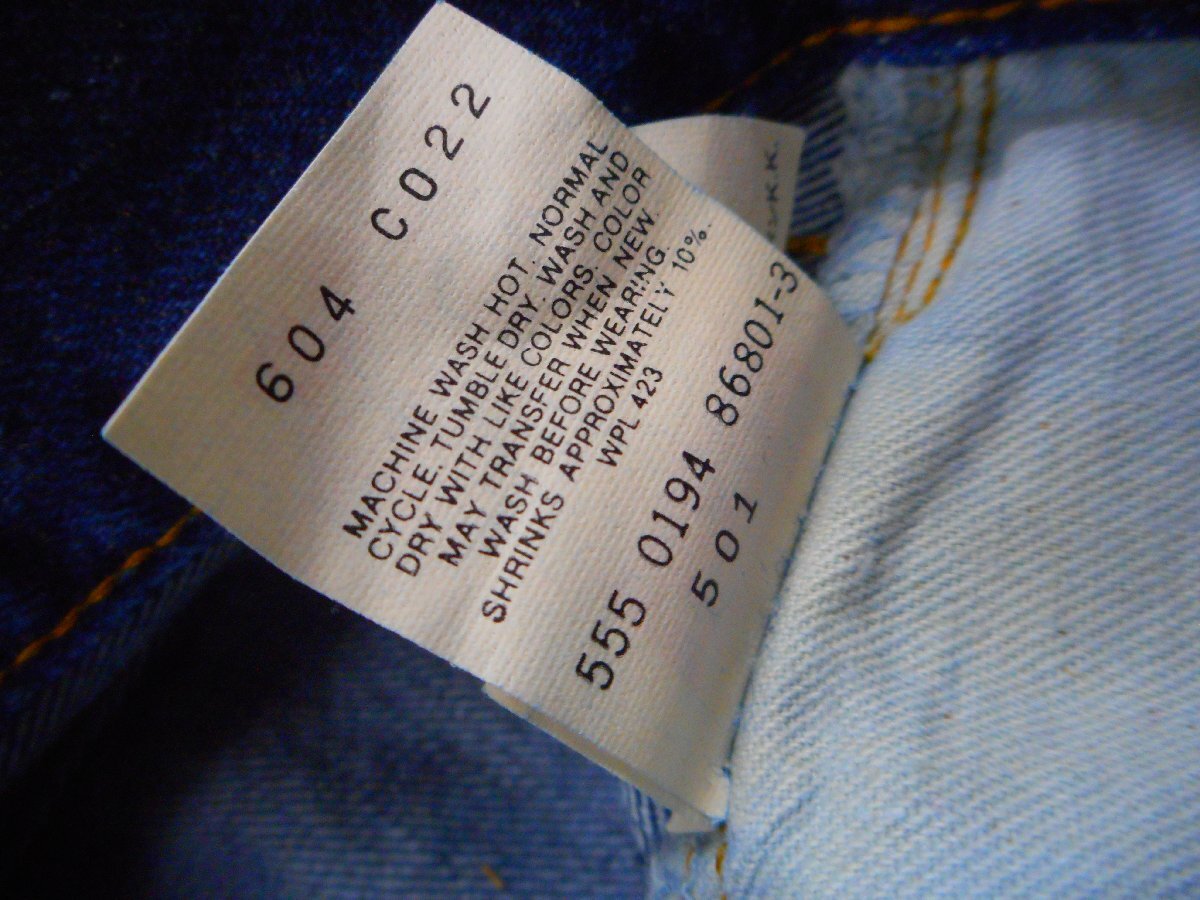 604 C022
MACHINE WASH HOT. NORMAL
CYCLE. TUMBLE DRY. WASH AND
DRY WITH LIKE COLORS. COLOR
MAY TRANSFER WHEN NEW.
WASH BEFORE WEARING.
SHRINKS APPROXIMATELY 10%.
WPL 423
555 0194 86801-3
501